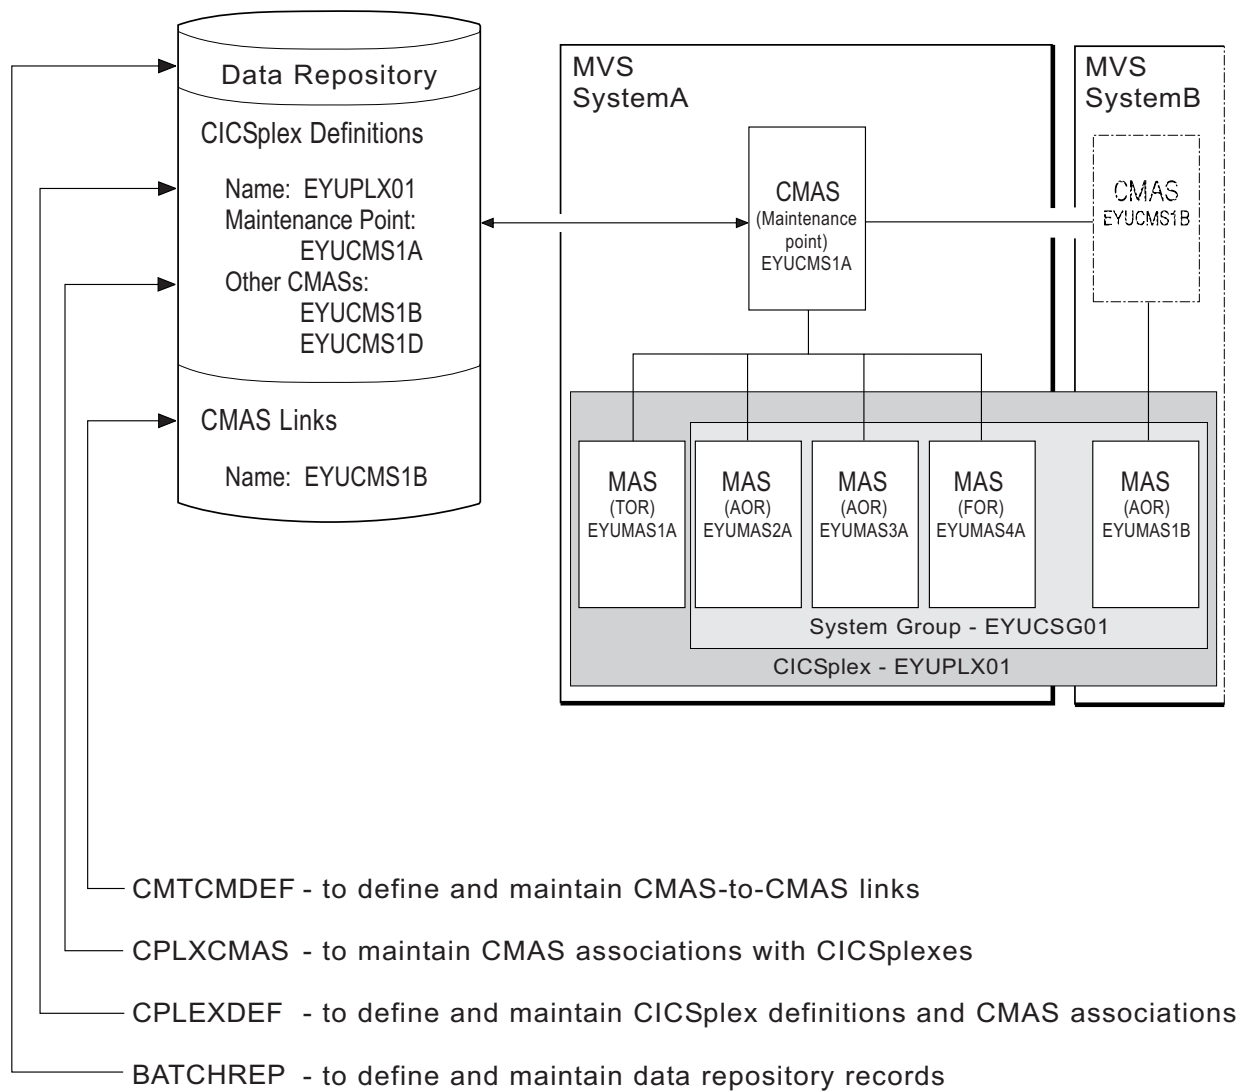 Data Repository
CICSplex Definitions
Name: EYUPLX01
Maintenance Point:
EYUCMS1A
Other CMASs:
EYUCMS1B
EYUCMS1D
CMAS Links
Name: EYUCMS1B
MVS
SystemA
CMAS
(Maintenance
point)
EYUCMS1A
MVS
SystemB
CMAS
EYUCMS1B
MAS
(TOR)
EYUMAS1A
MAS
(AOR)
EYUMAS2A
MAS
(AOR)
EYUMAS3A
MAS
(FOR)
EYUMAS4A
MAS
(AOR)
EYUMAS1B
System Group - EYUCSG01
CICSplex - EYUPLX01
CMTCMDEF - to define and maintain CMAS-to-CMAS links
CPLXCMAS - to maintain CMAS associations with CICSplexes
CPLEXDEF - to define and maintain CICSplex definitions and CMAS associations
BATCHREP - to define and maintain data repository records